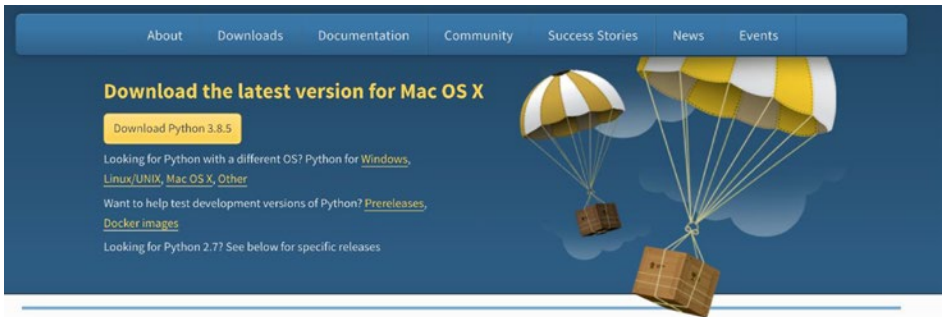 About Downloads Documentation Community Success Stories News Events
Download the latest version for Mac OS X
Download Python 3.8.5
Looking for Python with a different OS? Python for Windows,
Linux/UNIX, Mac OS X, Other
Want to help test development versions of Python? Prereleases,
Docker images
Looking for Python 2.7? See below for specific releases